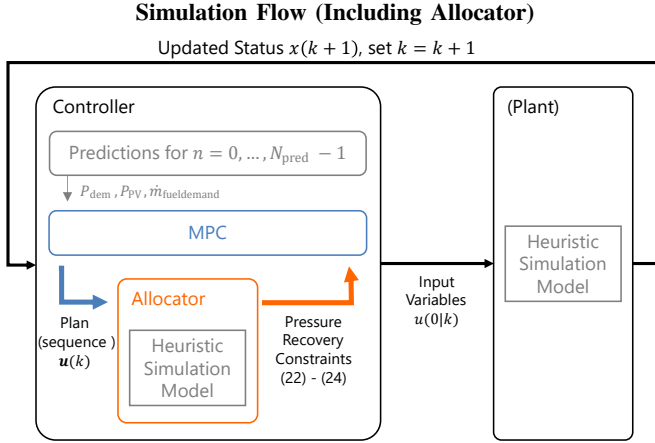 Simulation Flow (Including Allocator)
Updated Status x(k + 1), set k = k + 1
Controller
Predictions for n = 0, … , N_pred − 1
P_dem , P_PV, ṁ_fueldemand
MPC
Plan
(sequence )
u(k)
Allocator
Heuristic
Simulation
Model
Pressure
Recovery
Constraints
(22) - (24)
Input
Variables
u(0|k)
(Plant)
Heuristic
Simulation
Model